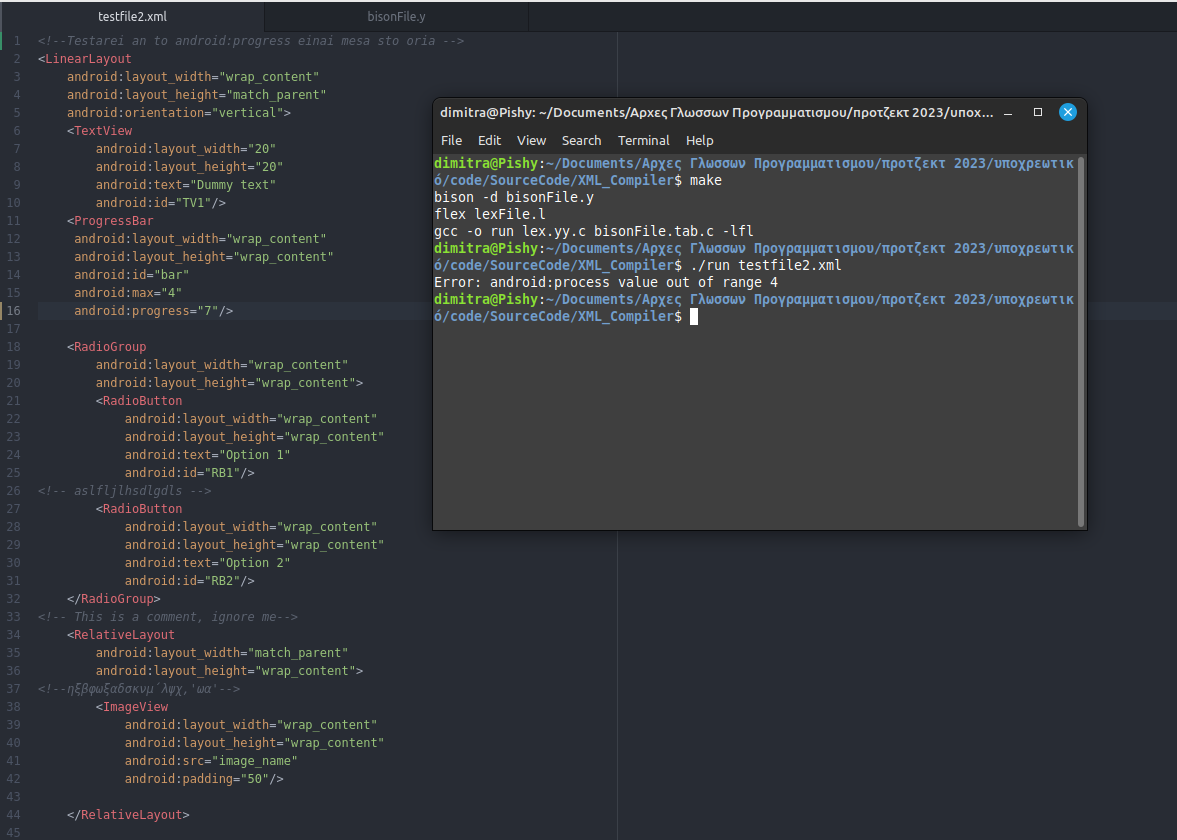 testfile2.xml
bisonFile.y
1 <!--Testarei an to android:progress einai mesa sto oria -->
2 <LinearLayout
3 android:layout_width="wrap_content"
4 android:layout_height="match_parent"
5 android:orientation="vertical">
6 <TextView
7 android:layout_width="20"
8 android:layout_height="20"
9 android:text="Dummy text"
10 android:id="TV1"/>
11 <ProgressBar
12 android:layout_width="wrap_content"
13 android:layout_height="wrap_content"
14 android:id="bar"
15 android:max="4"
16 android:progress="7"/>
17
18 <RadioGroup
19 android:layout_width="wrap_content"
20 android:layout_height="wrap_content">
21 <RadioButton
22 android:layout_width="wrap_content"
23 android:layout_height="wrap_content"
24 android:text="Option 1"
25 android:id="RB1"/>
26 <!-- aslfljlhsdlgdls -->
27 <RadioButton
28 android:layout_width="wrap_content"
29 android:layout_height="wrap_content"
30 android:text="Option 2"
31 android:id="RB2"/>
32 </RadioGroup>
33 <!-- This is a comment, ignore me-->
34 <RelativeLayout
35 android:layout_width="match_parent"
36 android:layout_height="wrap_content">
37 <!--ηξβφωξαδσκνμ΄λψχ,'ωα'-->
38 <ImageView
39 android:layout_width="wrap_content"
40 android:layout_height="wrap_content"
41 android:src="image_name"
42 android:padding="50"/>
43
44 </RelativeLayout>
45
dimitra@Pishy: ~/Documents/Αρχες Γλωσσων Προγραμματισμου/προτζεκτ 2023/υποχ...
File Edit View Search Terminal Help
dimitra@Pishy:~/Documents/Αρχες Γλωσσων Προγραμματισμου/προτζεκτ 2023/υποχρεωτικ
ό/code/SourceCode/XML_Compiler$ make
bison -d bisonFile.y
flex lexFile.l
gcc -o run lex.yy.c bisonFile.tab.c -lfl
dimitra@Pishy:~/Documents/Αρχες Γλωσσων Προγραμματισμου/προτζεκτ 2023/υποχρεωτικ
ό/code/SourceCode/XML_Compiler$ ./run testfile2.xml
Error: android:process value out of range 4
dimitra@Pishy:~/Documents/Αρχες Γλωσσων Προγραμματισμου/προτζεκτ 2023/υποχρεωτικ
ό/code/SourceCode/XML_Compiler$